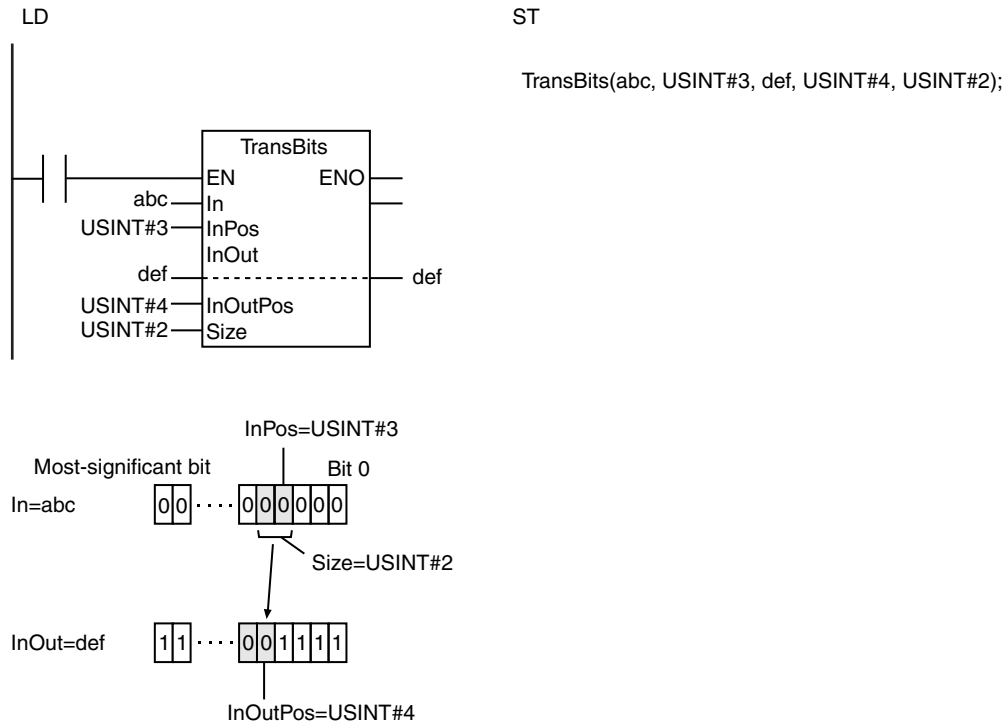 LD
ST
TransBits(abc, USINT#3, def, USINT#4, USINT#2);
TransBits
EN ENO
abc In
USINT#3 InPos
InOut
def def
USINT#4 InOutPos
USINT#2 Size
InPos=USINT#3
Most-significant bit Bit 0
In=abc 0 0 · · · · 0 0 0 0 0 0
Size=USINT#2
InOut=def 1 1 · · · · 0 0 1 1 1 1
InOutPos=USINT#4